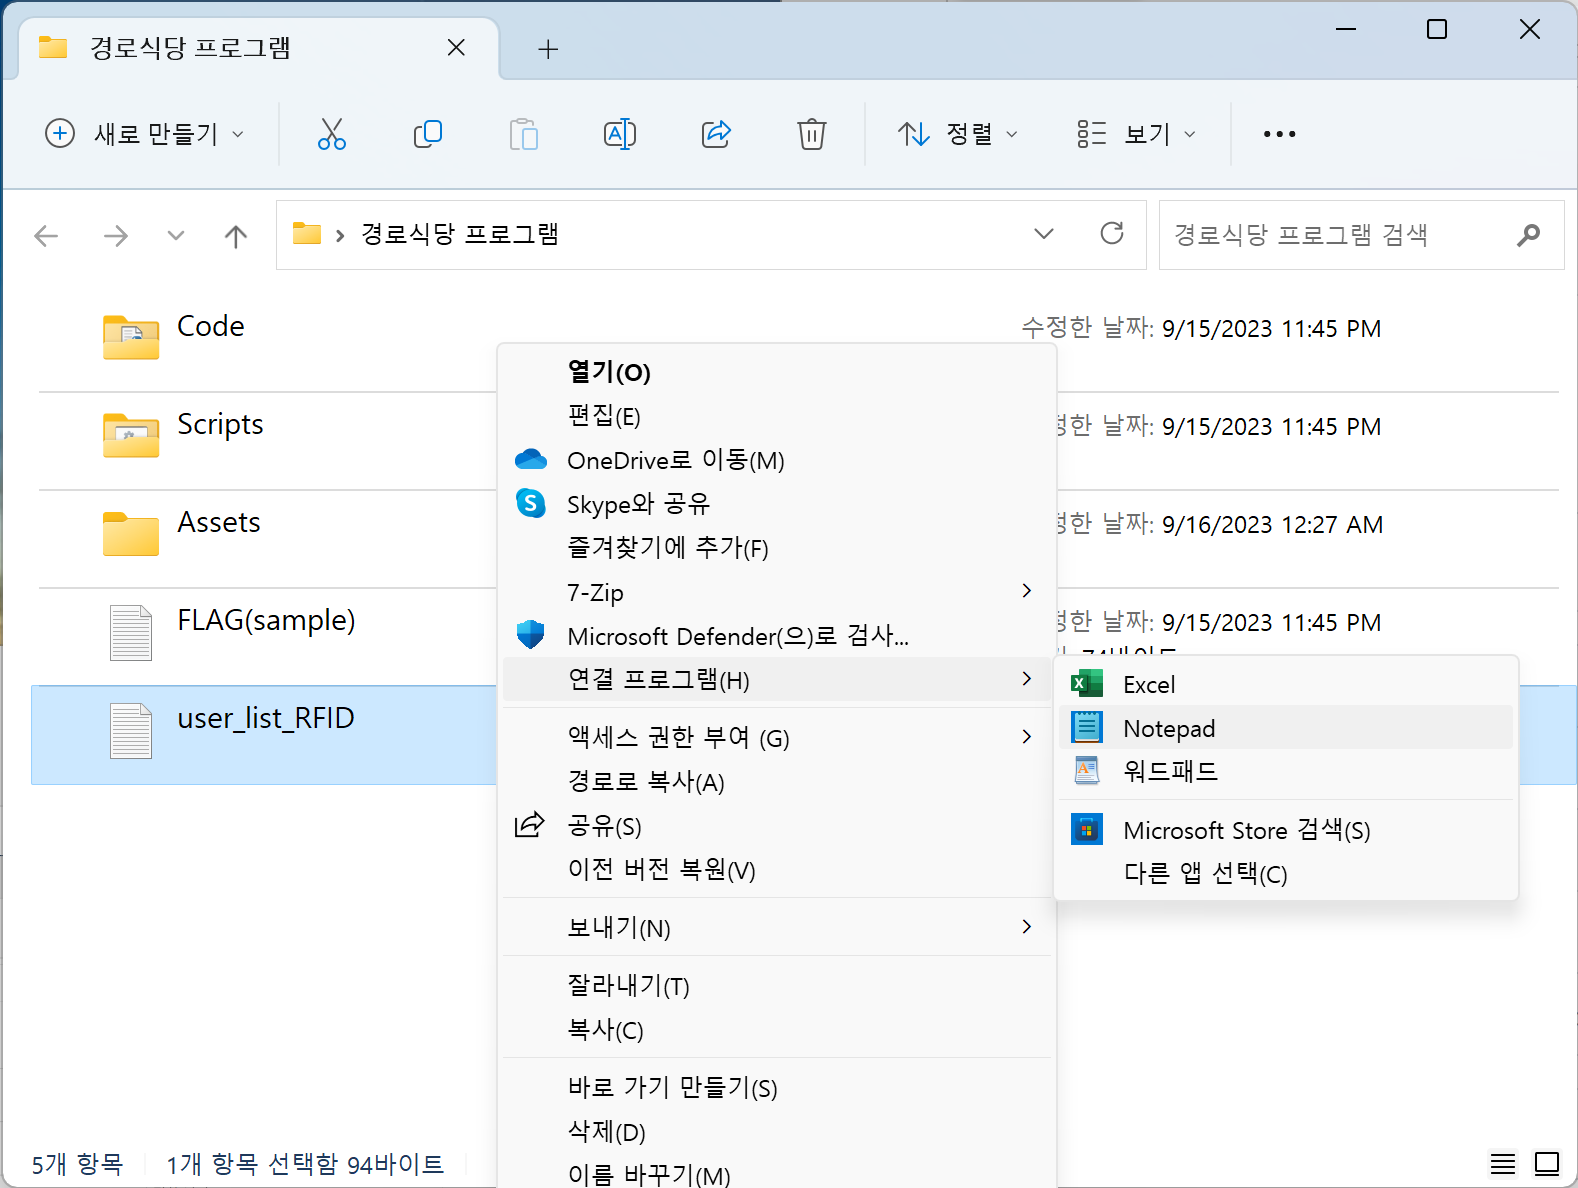 경로식당 프로그램
새로 만들기
정렬
보기
경로식당 프로그램
경로식당 프로그램 검색
Code
수정한 날짜: 9/15/2023 11:45 PM
Scripts
정한 날짜: 9/15/2023 11:45 PM
Assets
정한 날짜: 9/16/2023 12:27 AM
FLAG(sample)
정한 날짜: 9/15/2023 11:45 PM
74바이트
user_list_RFID
열기(O)
편집(E)
OneDrive로 이동(M)
Skype와 공유
즐겨찾기에 추가(F)
7-Zip
Microsoft Defender(으)로 검사...
연결 프로그램(H)
액세스 권한 부여 (G)
경로로 복사(A)
공유(S)
이전 버전 복원(V)
보내기(N)
잘라내기(T)
복사(C)
바로 가기 만들기(S)
삭제(D)
이름 바꾸기(M)
Excel
Notepad
워드패드
Microsoft Store 검색(S)
다른 앱 선택(C)
5개 항목
1개 항목 선택함 94바이트